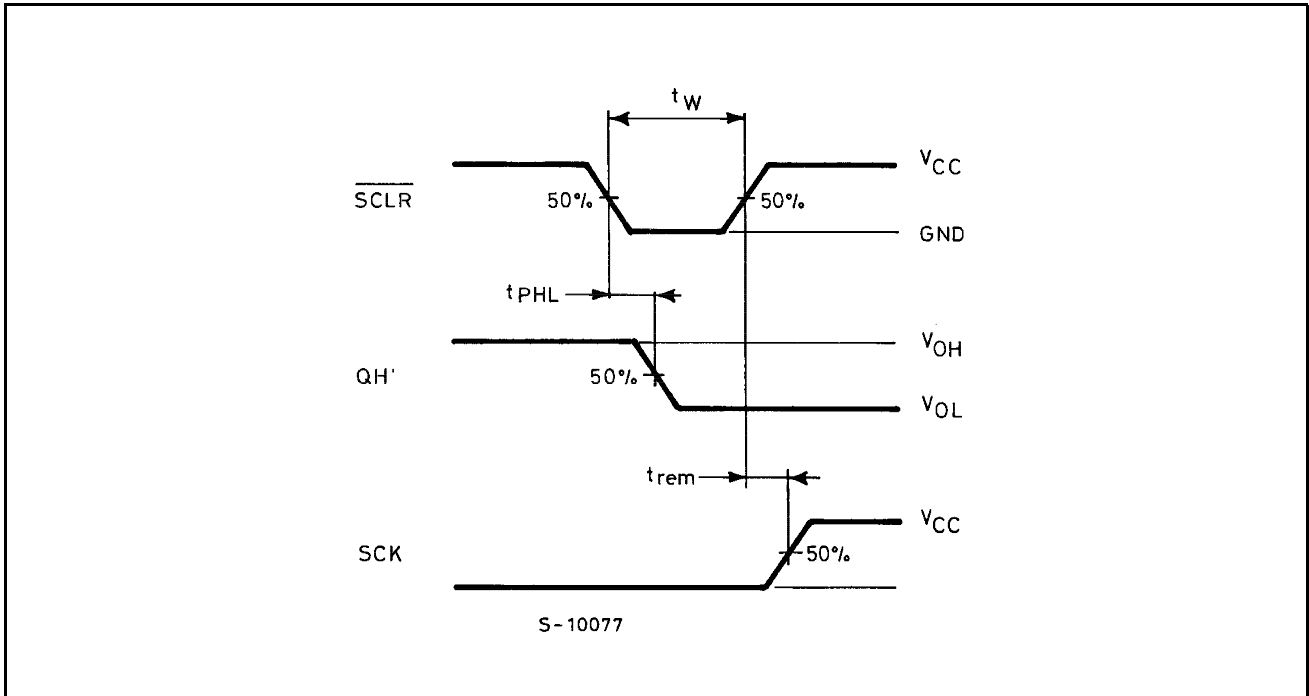 tW
SCLR
VCC
50%
50%
GND
tPHL
VOH
QH'
50%
VOL
trem
VCC
SCK
50%
S-10077